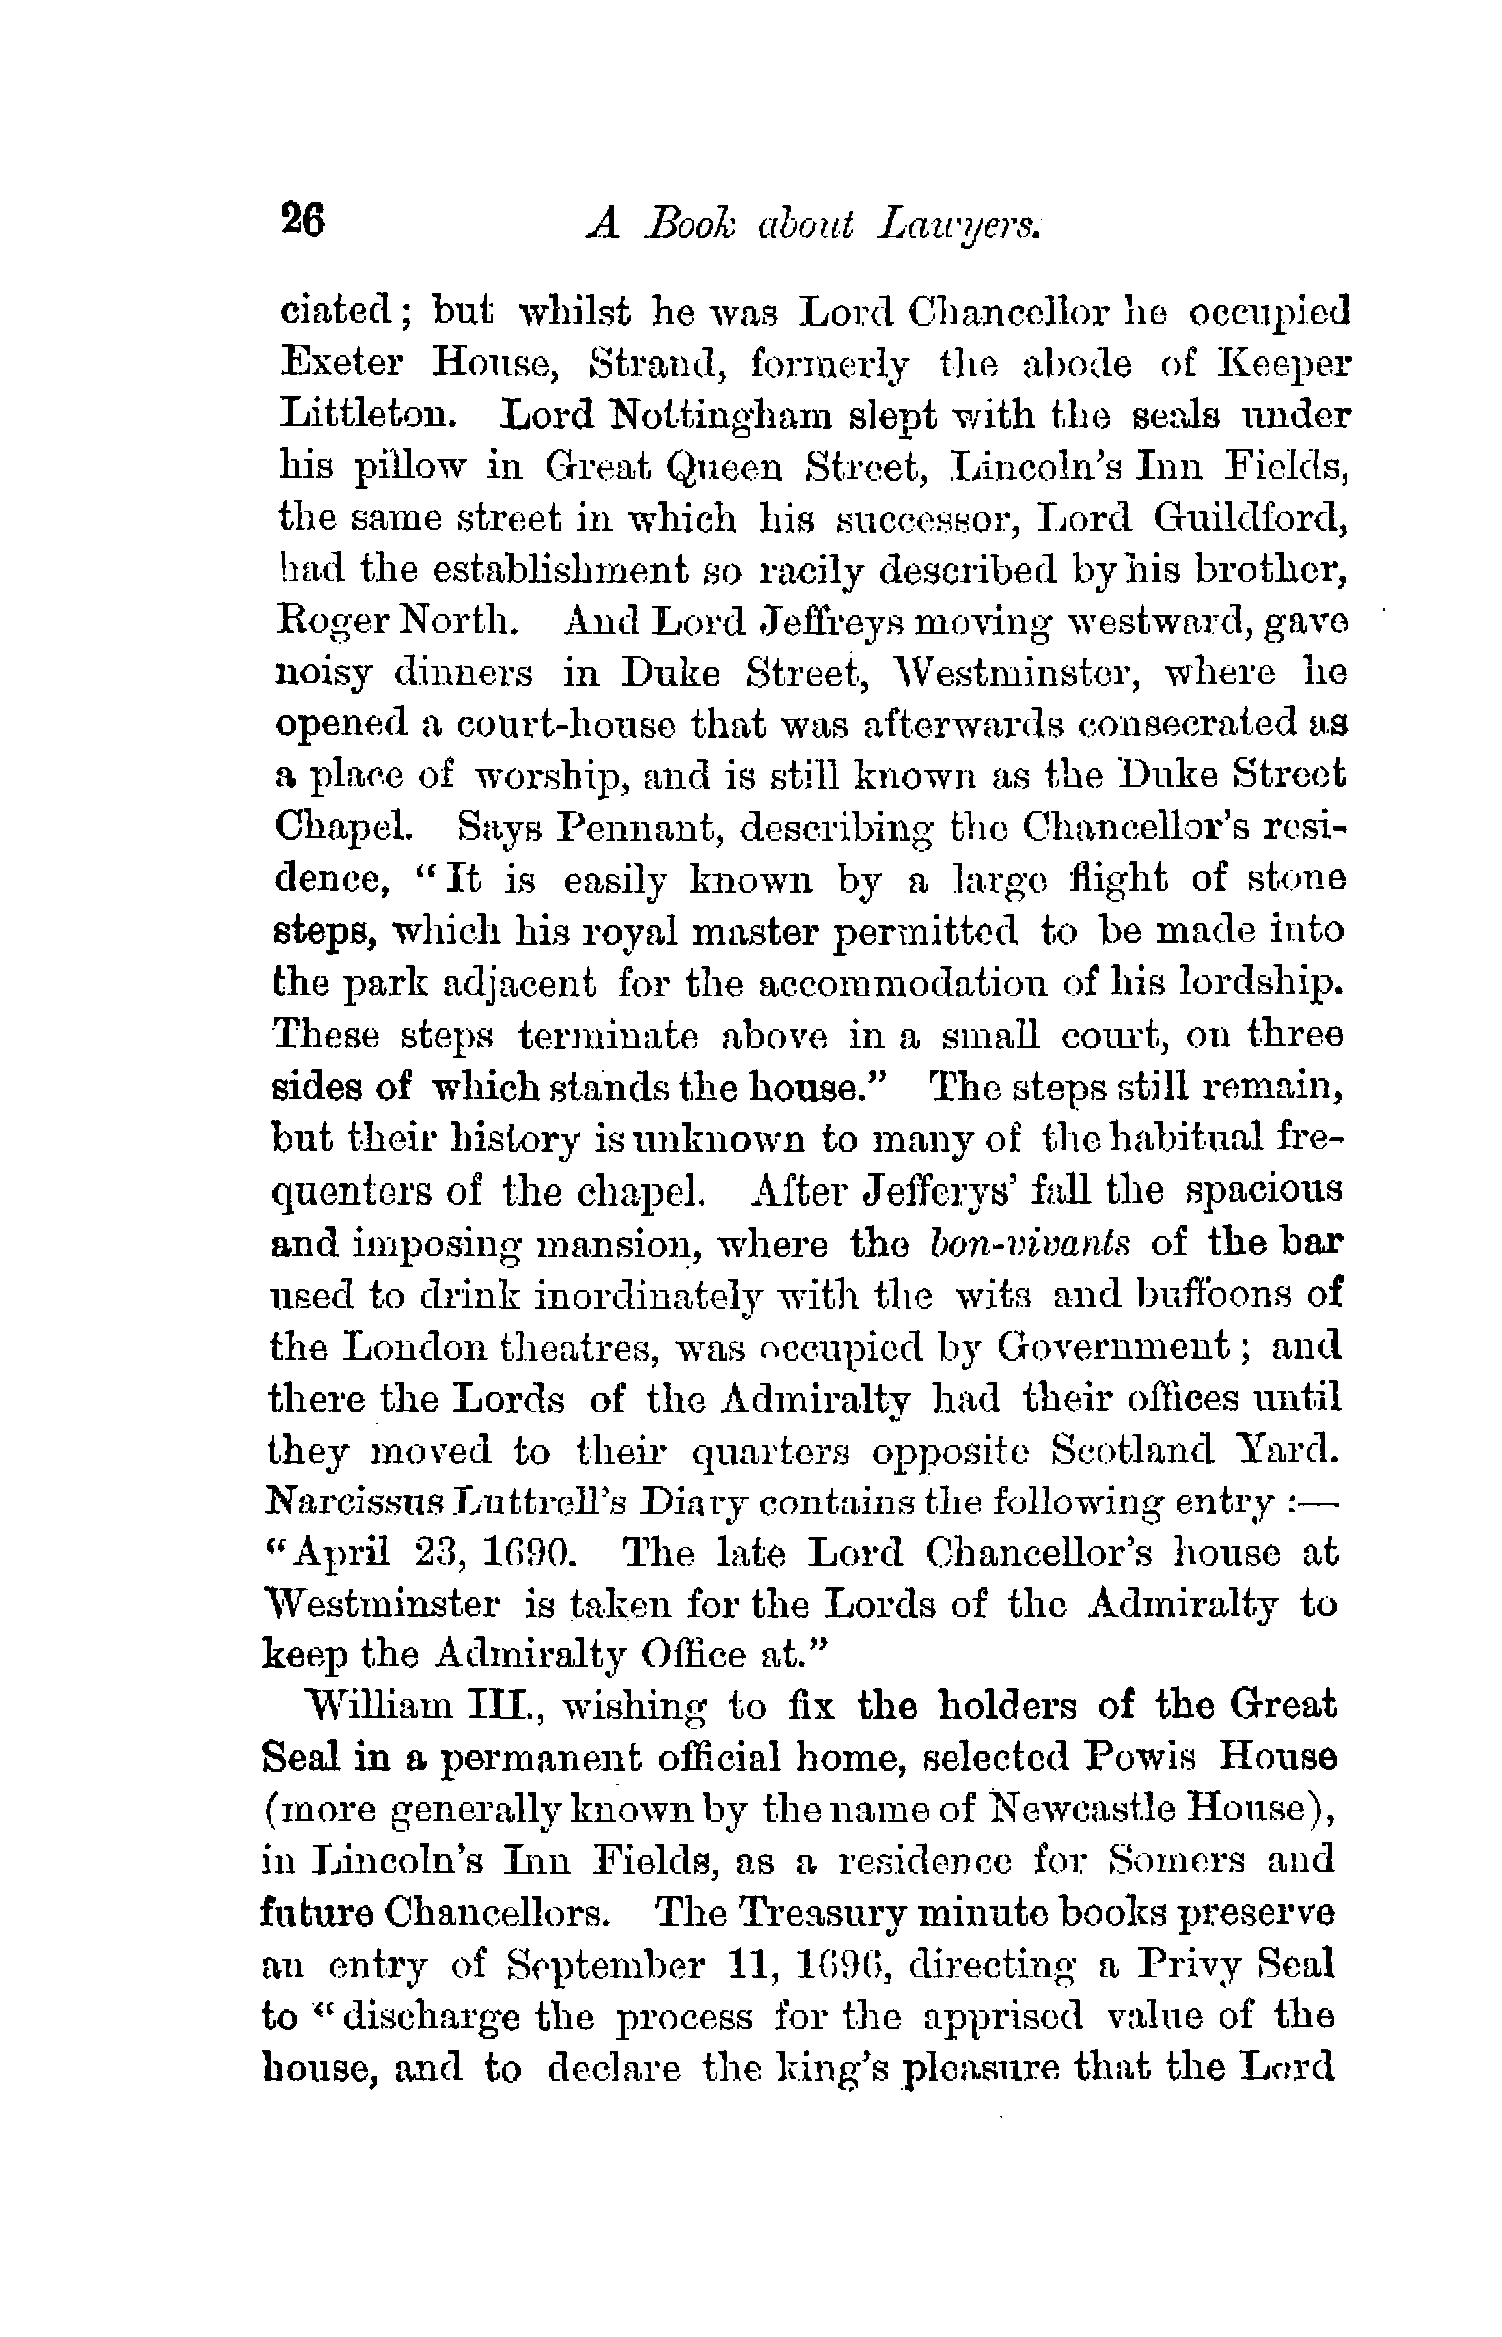 26 A Book about Lawyers.
ciated; but whilst he was Lord Chancellor he occupied
Exeter House, Strand, formerly the abode of Keeper
Littleton. Lord Nottingham slept with the seals under
his pillow in Great Queen Street, Lincoln's Inn Fields,
the same street in which his successor, Lord Guildford,
had the establishment so racily described by his brother,
Roger North. And Lord Jeffreys moving westward, gave
noisy dinners in Duke Street, Westminster, where he
opened a court-house that was afterwards consecrated as
a place of worship, and is still known as the Duke Street
Chapel. Says Pennant, describing the Chancellor's resi-
dence, "It is easily known by a large flight of stone
steps, which his royal master permitted to be made into
the park adjacent for the accommodation of his lordship.
These steps terminate above in a small court, on three
sides of which stands the house." The steps still remain,
but their history is unknown to many of the habitual fre-
quenters of the chapel. After Jefferys' fall the spacious
and imposing mansion, where the bon-vivants of the bar
used to drink inordinately with the wits and buffoons of
the London theatres, was occupied by Government; and
there the Lords of the Admiralty had their offices until
they moved to their quarters opposite Scotland Yard.
Narcissus Luttrell's Diary contains the following entry:—
"April 23, 1690. The late Lord Chancellor's house at
Westminster is taken for the Lords of the Admiralty to
keep the Admiralty Office at."
William III., wishing to fix the holders of the Great
Seal in a permanent official home, selected Powis House
(more generally known by the name of Newcastle House),
in Lincoln's Inn Fields, as a residence for Somers and
future Chancellors. The Treasury minute books preserve
an entry of September 11, 1696, directing a Privy Seal
to "discharge the process for the apprised value of the
house, and to declare the king's pleasure that the Lord